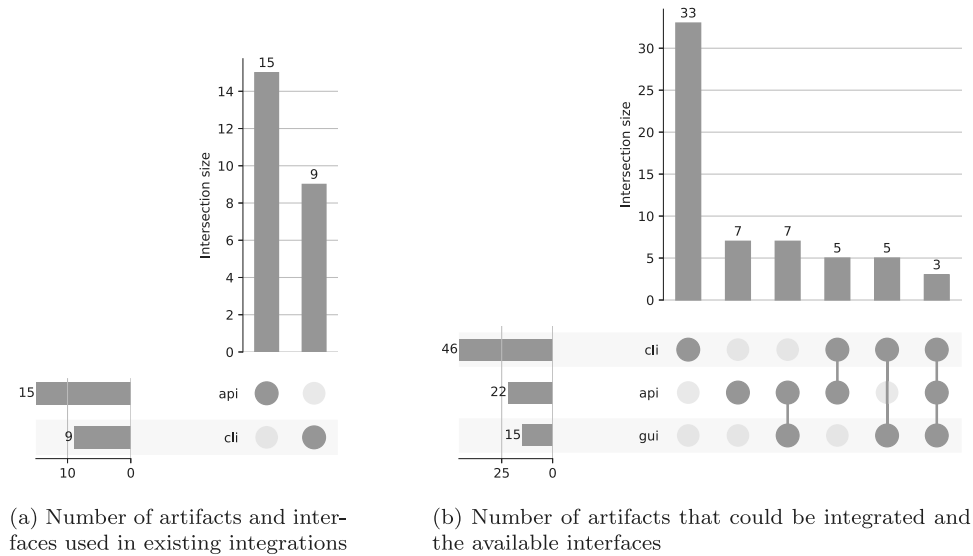 15
9
14
12
10
8
6
4
2
0
Intersection size
15
api
9
cli
10
0
(a) Number of artifacts and inter-
faces used in existing integrations
33
30
25
20
15
10
5
0
Intersection size
7
7
5
5
3
46
cli
22
api
15
gui
25
0
(b) Number of artifacts that could be integrated and
the available interfaces